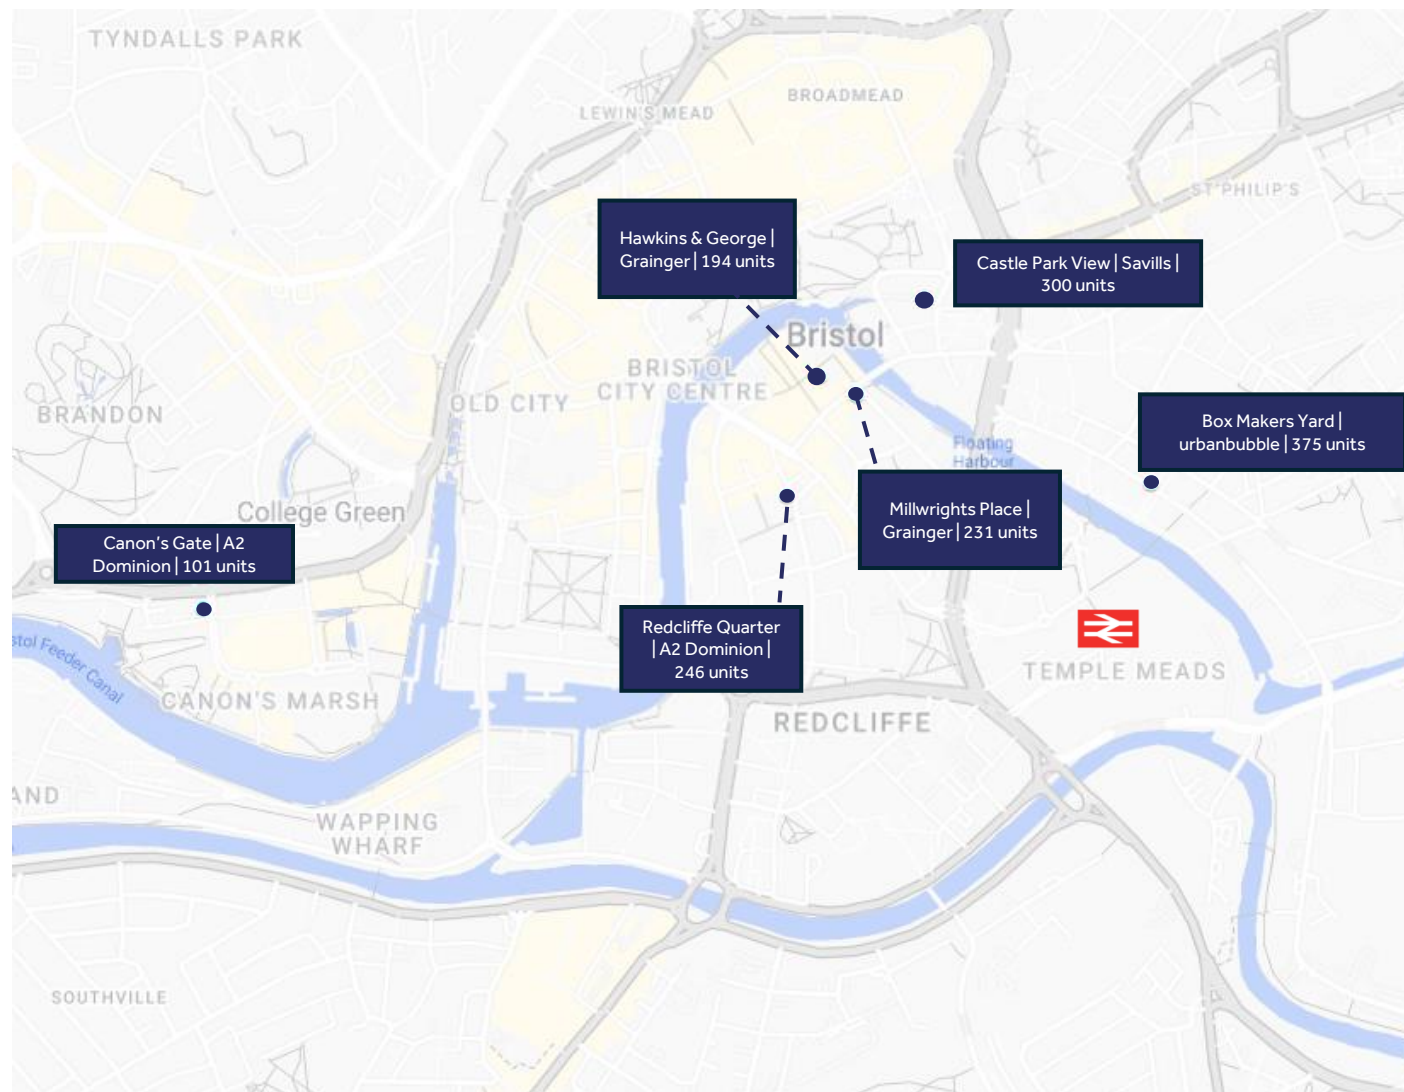 TYNDALLS PARK
BROADMEAD
LEWIN'S MEAD
ST PHILIP'S
Hawkins & George |
Grainger | 194 units
Castle Park View | Savills |
300 units
Bristol
BRISTOL
CITY CENTRE
OLD CITY
BRANDON
Box Makers Yard |
urbanbubble | 375 units
Floating
Harbour
College Green
Millwrights Place |
Grainger | 231 units
Canon's Gate | A2
Dominion | 101 units
Redcliffe Quarter
| A2 Dominion |
246 units
stol Feeder Canal
TEMPLE MEADS
CANON'S MARSH
REDCLIFFE
AND
WAPPING
WHARF
SOUTHVILLE